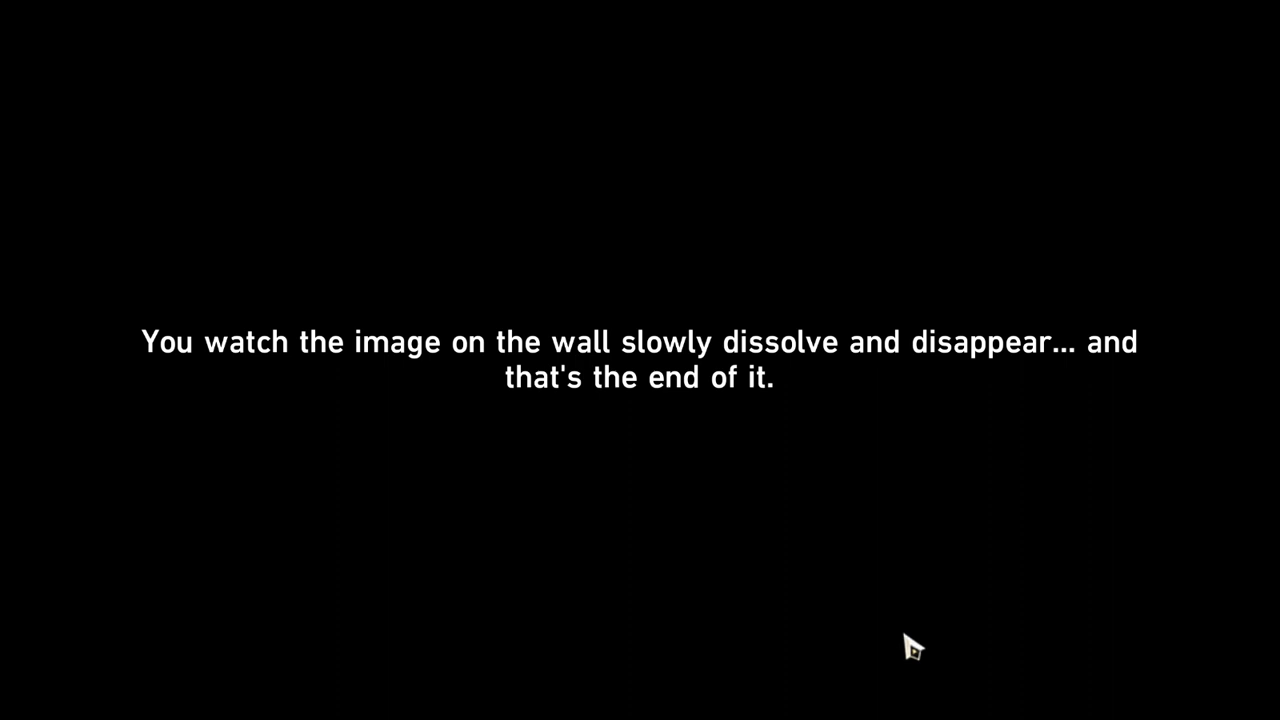 You watch the image on the wall slowly dissolve and disappear... and
that's the end of it.